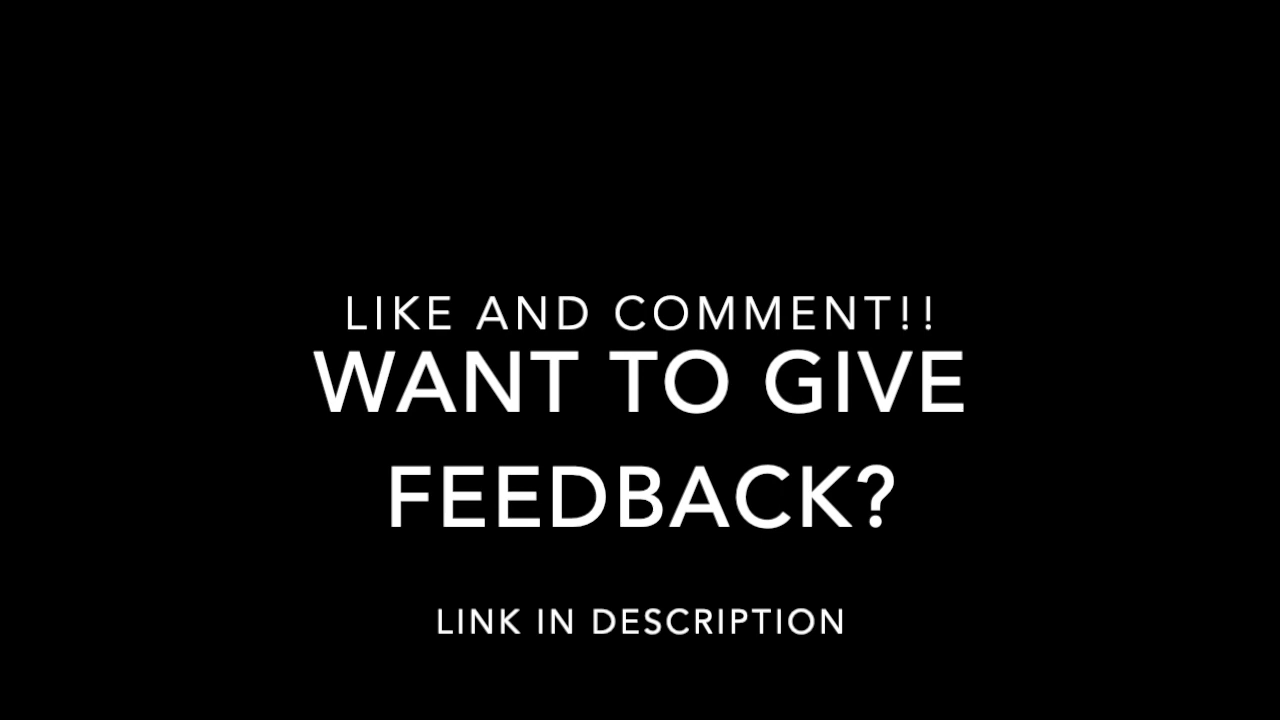 LIKE AND COMMENT!!
WANT TO GIVE
FEEDBACK?
LINK IN DESCRIPTION